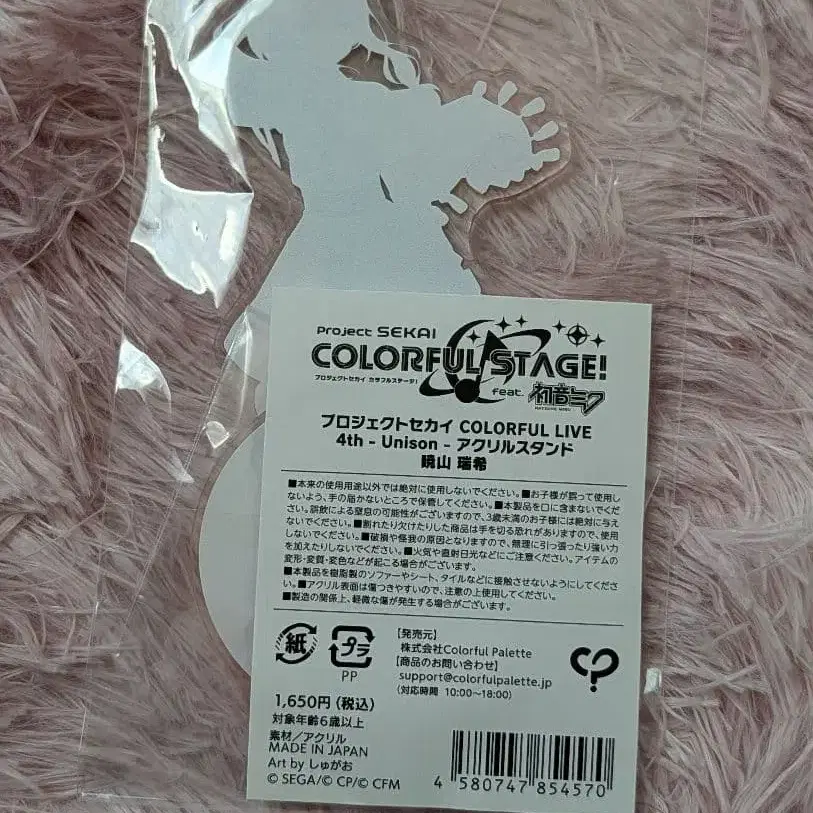 Project SEKAI
COLORFUL STAGE!
プロジェクトセカイ カラフルステージ!
feat. 初音ミク
HATSUNE MIKU
プロジェクトセカイ COLORFUL LIVE
4th - Unison - アクリルスタンド
暁山 瑞希
■本来の使用用途以外では絶対に使用しないでください。■お子様が誤って使用し
ないよう、手の届かないところで保管してください。■本製品を口に含まないでくだ
さい。誤飲による窒息の可能性がございますので、3歳未満のお子様には絶対に与え
ないでください。■割れたり欠けたりした商品は手を切る恐れがありますので、使用
しないでください。■破損や怪我の原因となりますので、無理に引っ張ったり強い力
を加えたりしないでください。■火気や直射日光などにご注意ください。アイテムの
変形・変質・変色などが起こる場合がございます。
■本製品を樹脂製のソファーやシート、タイルなどに接触させないようにしてくださ
い。■アクリル表面は傷つきやすいので、注意の上使用してください。
■製造の関係上、軽微な傷が発生する場合がございます。
紙
プラ
PP
【発売元】
株式会社Colorful Palette
【商品のお問い合わせ】
support@colorfulpalette.jp
(対応時間 10:00~18:00)
1,650円(税込)
対象年齢6歳以上
素材/アクリル
MADE IN JAPAN
Art by しゅがお
© SEGA/© CP/© CFM
4 580747 854570